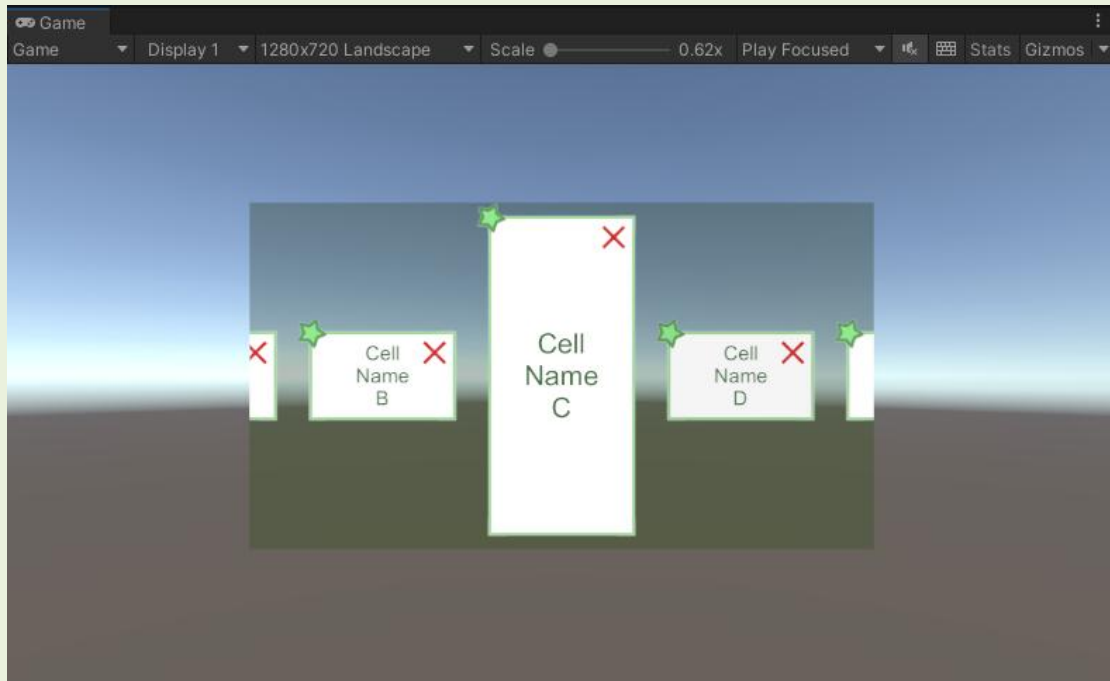 Game
Game Display 1 1280x720 Landscape Scale 0.62x Play Focused Stats Gizmos
Cell
Name
B
Cell
Name
C
Cell
Name
D